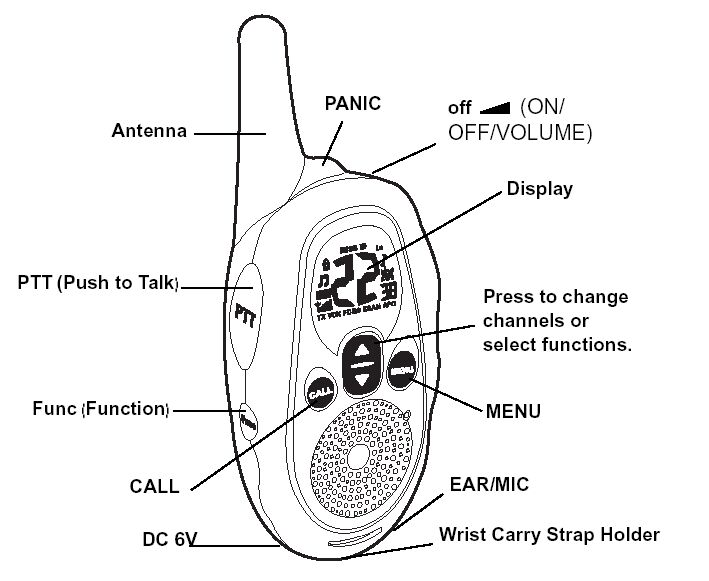 PANIC
off (ON/
OFF/VOLUME)
Antenna
Display
22
PTT (Push to Talk)
PTT
Press to change
channels or
select functions.
CALL
MENU
Func (Function)
CALL
EAR/MIC
DC 6V
Wrist Carry Strap Holder